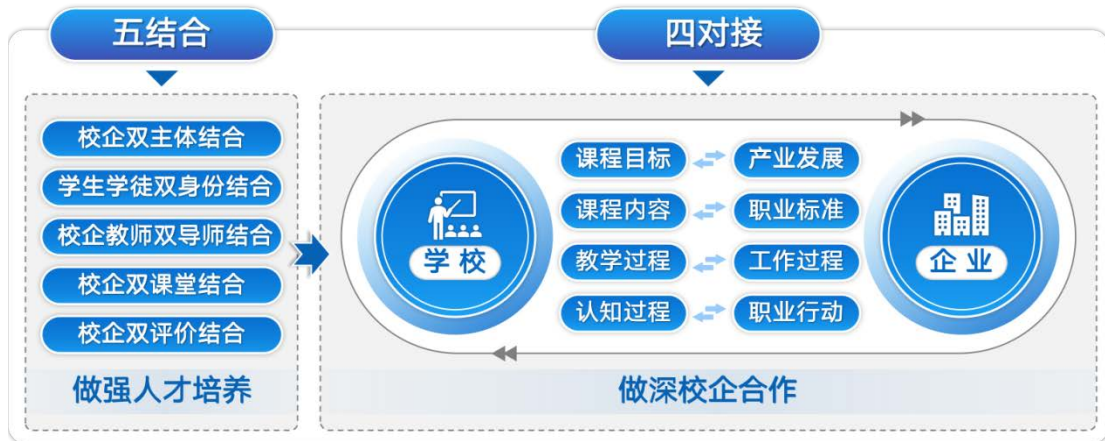 五结合
四对接
校企双主体结合
学生学徒双身份结合
校企教师双导师结合
校企双课堂结合
校企双评价结合
做强人才培养
学校
课程目标
产业发展
课程内容
职业标准
教学过程
工作过程
认知过程
职业行动
企业
做深校企合作